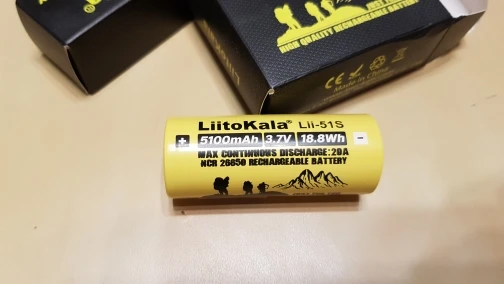 HIGH QUALITY RECHARGEABLE BATTERY
CE
Made in China
LiitoKala® Lii-51S
+ 5100mAh 3.7V 18.8Wh -
MAX CONTINUOUS DISCHARGE:20A
NCR 26650 RECHARGEABLE BATTERY